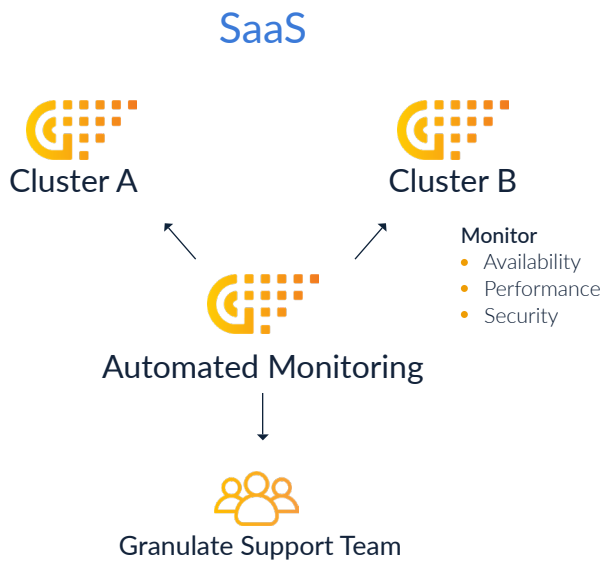 SaaS
Cluster A
Cluster B
Monitor
Availability
Performance
Security
Automated Monitoring
Granulate Support Team